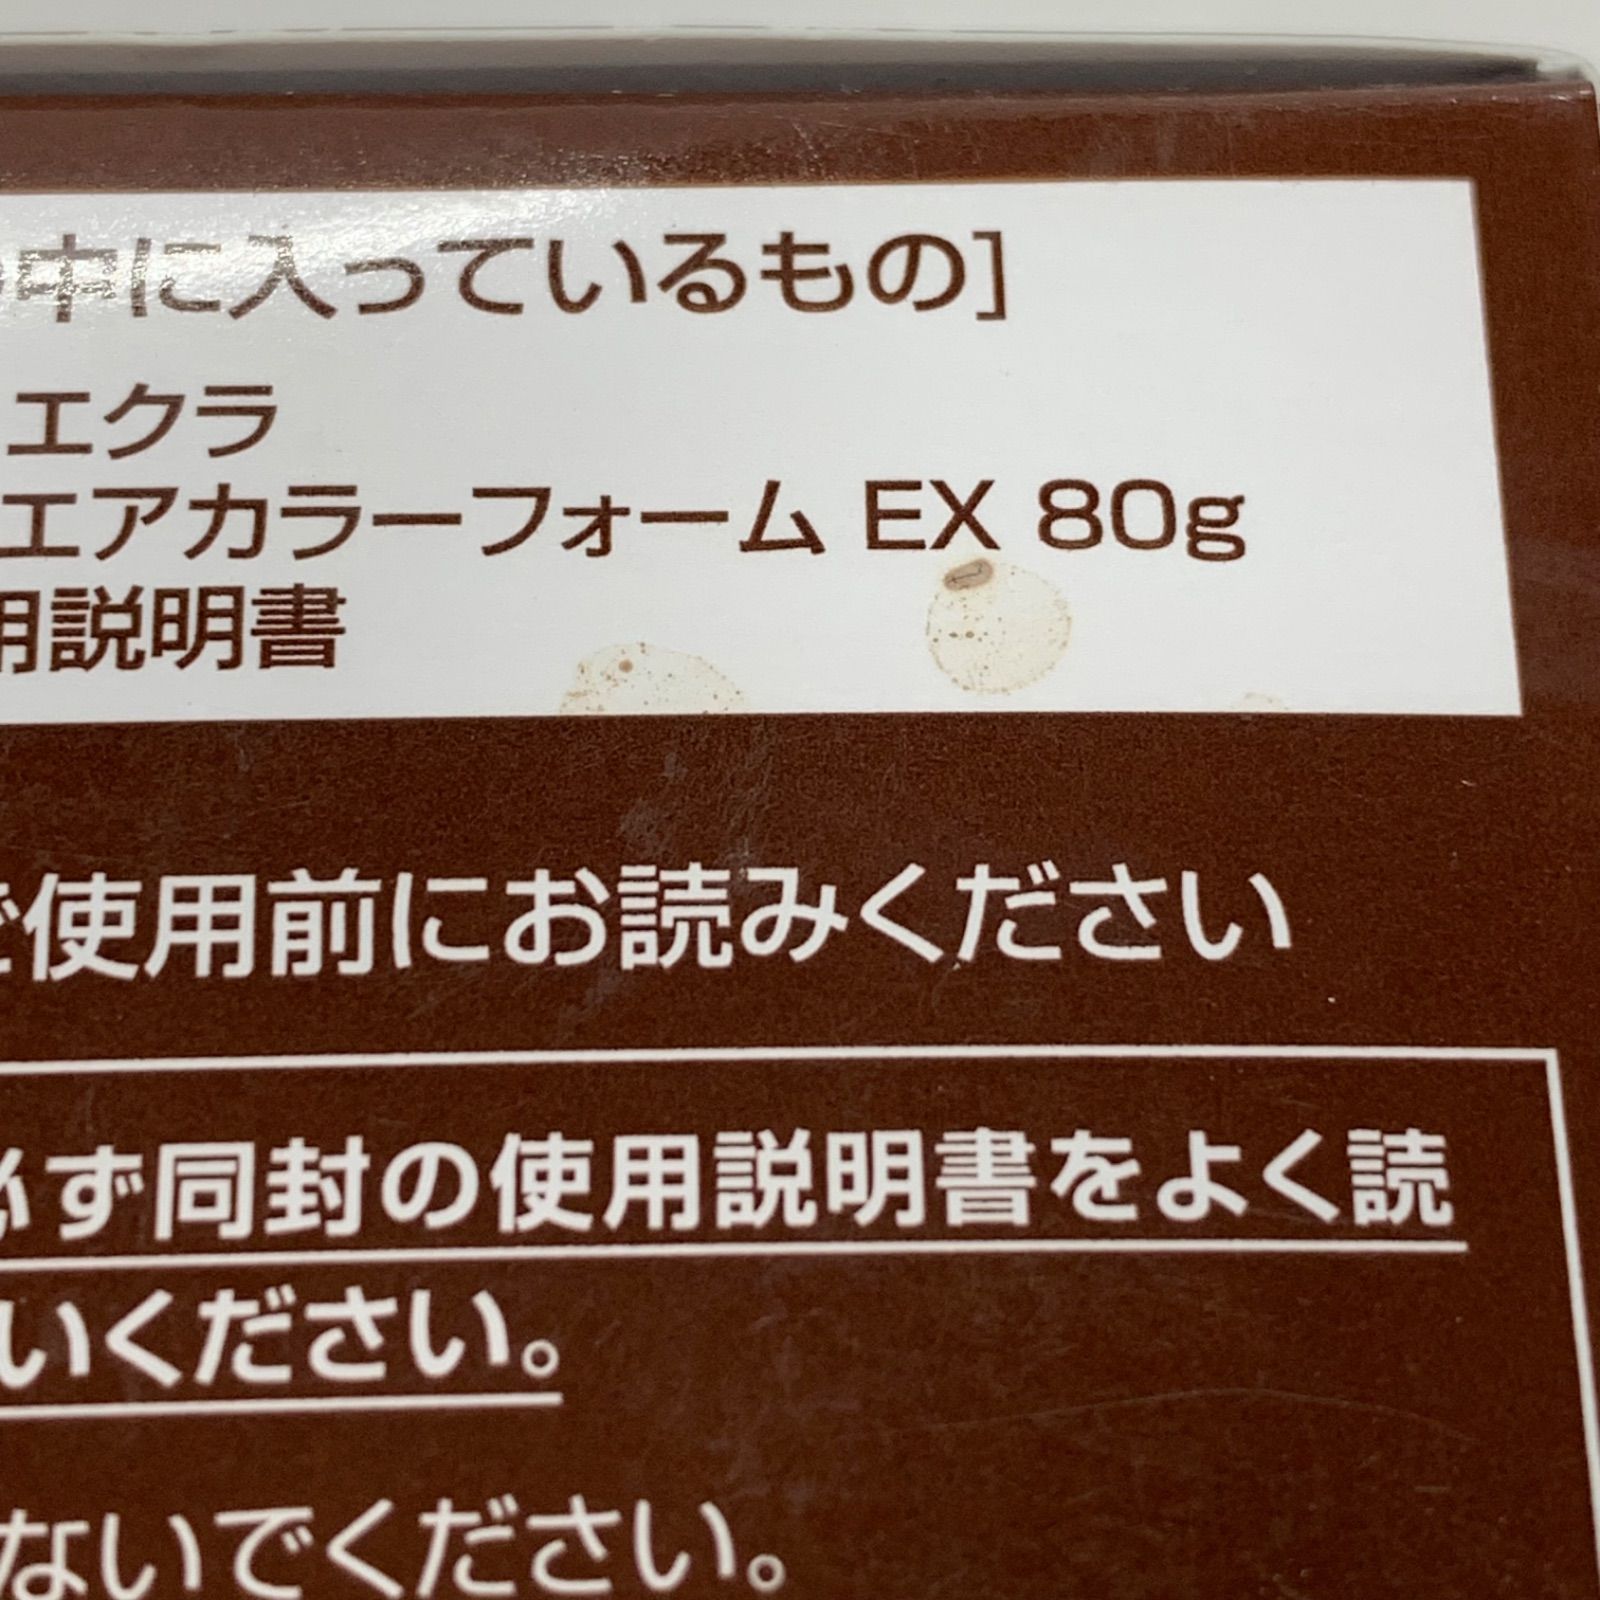 中に入っているもの]
エクラ
エアカラーフォーム EX 80g
用説明書
使用前にお読みください
必ず同封の使用説明書をよく読
いください。
ないでください。